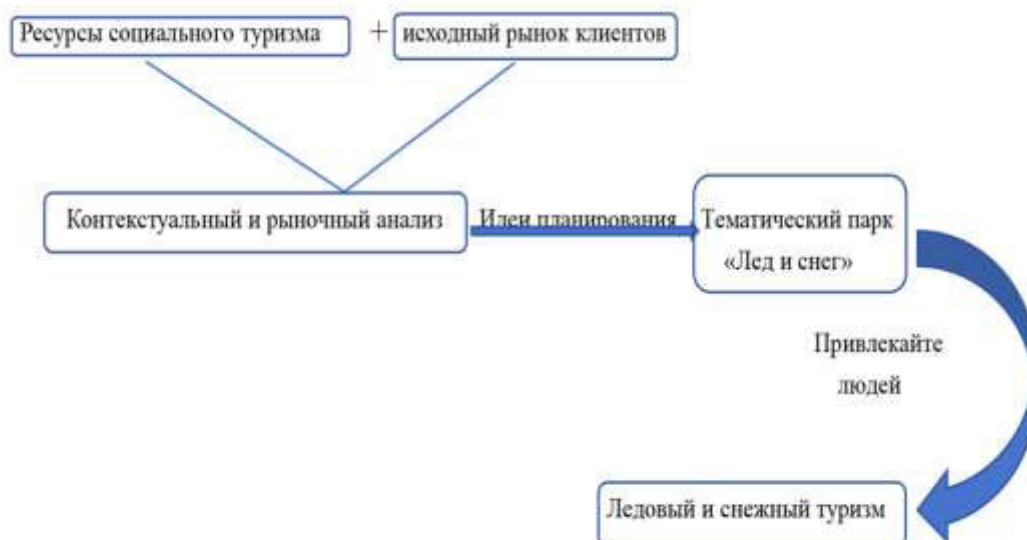 Ресурсы социального туризма + исходный рынок клиентов
Контекстуальный и рыночный анализ
Идеи планирования
Тематический парк
«Лед и снег»
Привлекайте
людей
Ледовый и снежный туризм